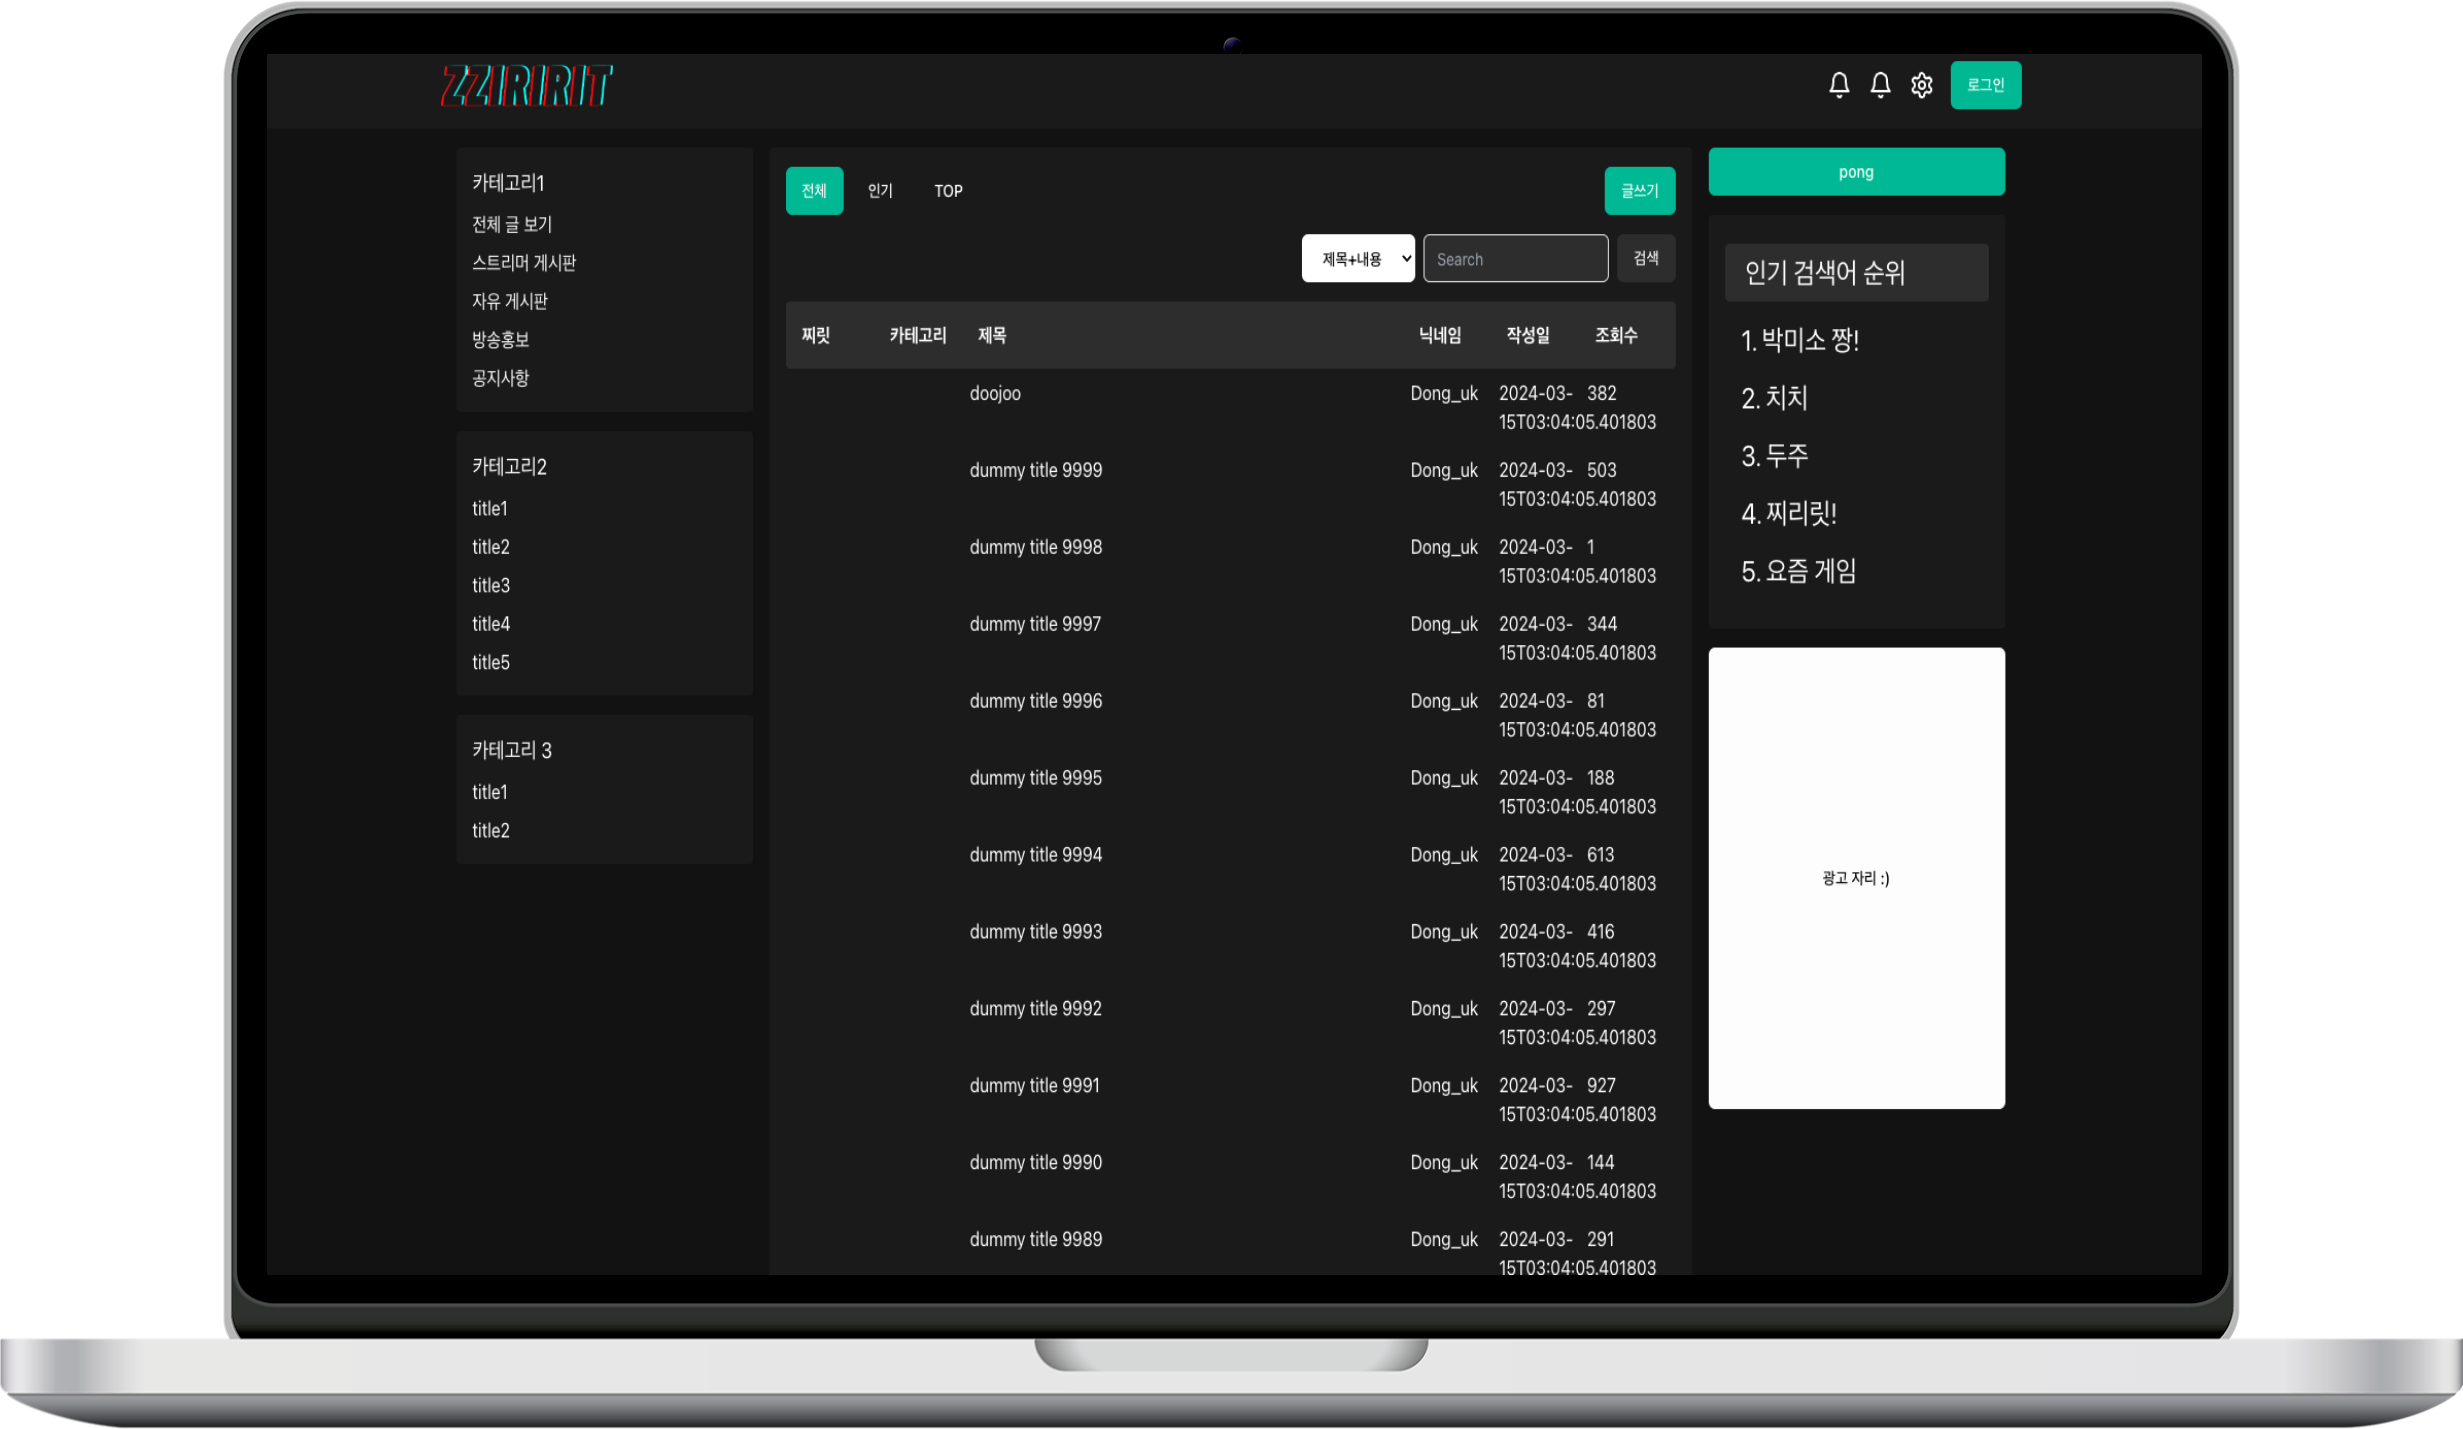 ZZIRIRIT
로그인
카테고리1
전체 글 보기
스트리머 게시판
자유 게시판
방송홍보
공지사항
카테고리2
title1
title2
title3
title4
title5
카테고리 3
title1
title2
전체 인기 TOP 글쓰기
제목+내용 Search 검색
찌릿 카테고리 제목 닉네임 작성일 조회수
doojoo Dong_uk 2024-03- 382
15T03:04:05.401803
dummy title 9999 Dong_uk 2024-03- 503
15T03:04:05.401803
dummy title 9998 Dong_uk 2024-03- 1
15T03:04:05.401803
dummy title 9997 Dong_uk 2024-03- 344
15T03:04:05.401803
dummy title 9996 Dong_uk 2024-03- 81
15T03:04:05.401803
dummy title 9995 Dong_uk 2024-03- 188
15T03:04:05.401803
dummy title 9994 Dong_uk 2024-03- 613
15T03:04:05.401803
dummy title 9993 Dong_uk 2024-03- 416
15T03:04:05.401803
dummy title 9992 Dong_uk 2024-03- 297
15T03:04:05.401803
dummy title 9991 Dong_uk 2024-03- 927
15T03:04:05.401803
dummy title 9990 Dong_uk 2024-03- 144
15T03:04:05.401803
dummy title 9989 Dong_uk 2024-03- 291
15T03:04:05.401803
pong
인기 검색어 순위
1. 박미소 짱!
2. 치치
3. 두주
4. 찌리릿!
5. 요즘 게임
광고 자리 :)